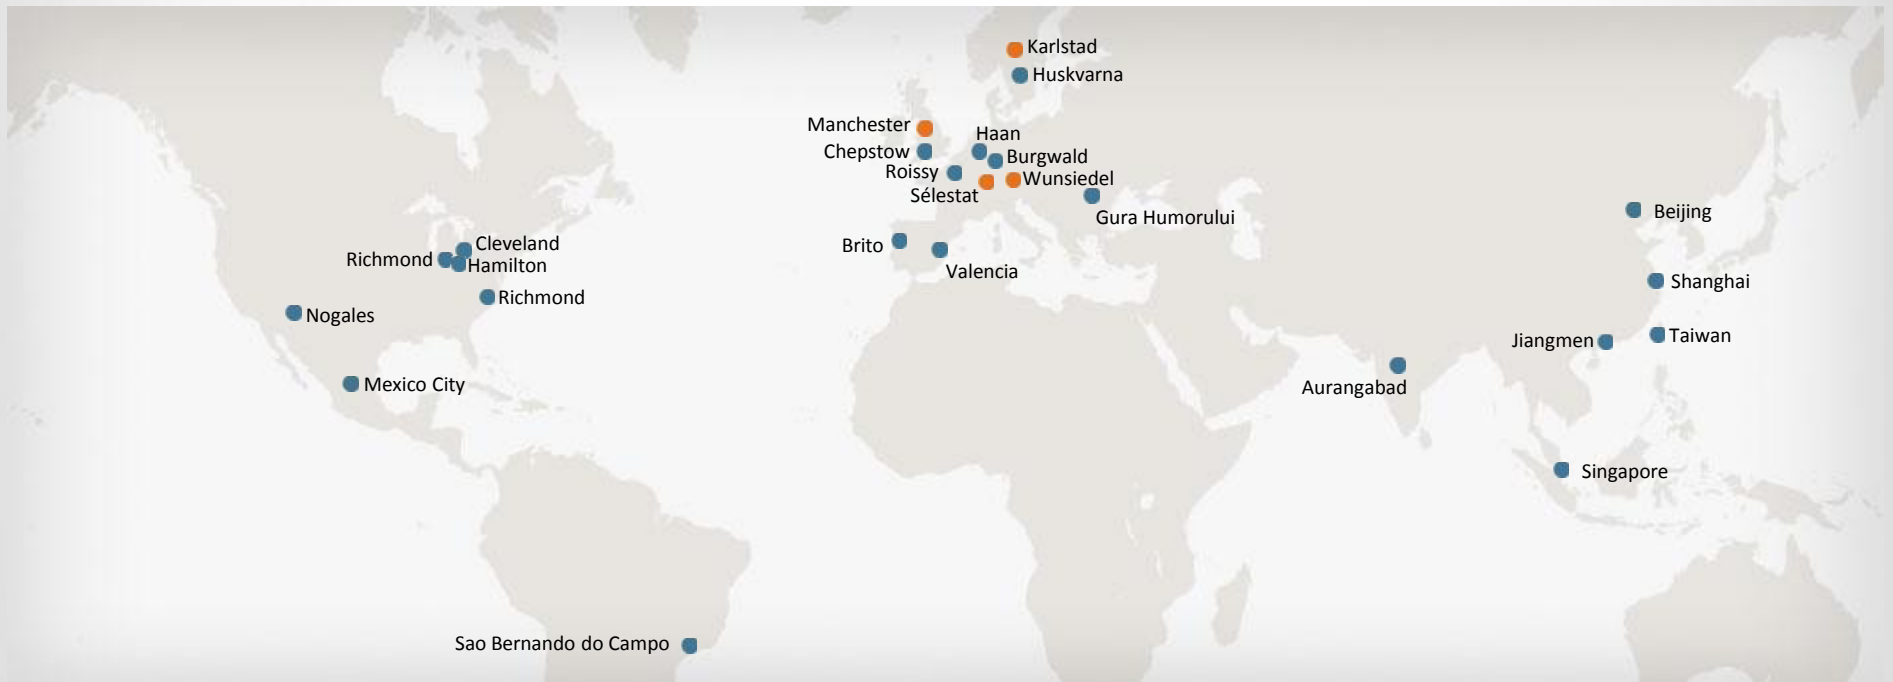 Karlstad
Huskvarna
Manchester
Haan
Chepstow
Burgwald
Roissy
Wunsiedel
Sélestat
Gura Humorului
Beijing
Brito
Cleveland
Richmond
Hamilton
Valencia
Shanghai
Richmond
Nogales
Taiwan
Jiangmen
Mexico City
Aurangabad
Singapore
Sao Bernando do Campo